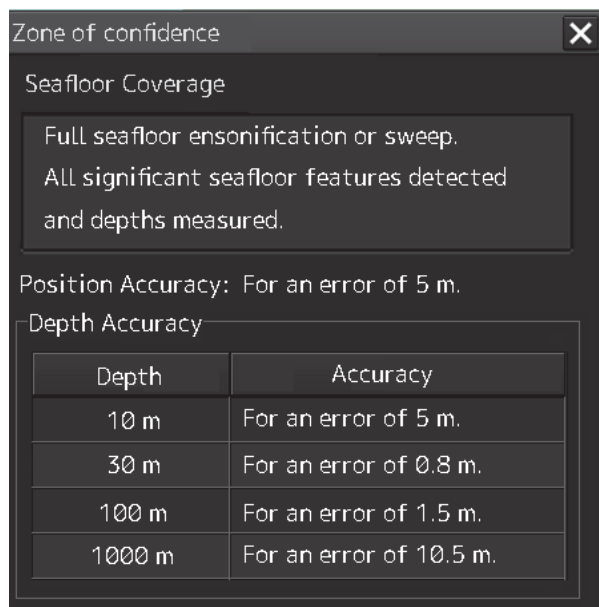 Zone of confidence
Seafloor Coverage
Full seafloor ensonification or sweep.
All significant seafloor features detected
and depths measured.
Position Accuracy: For an error of 5 m.
Depth Accuracy
Depth Accuracy
10 m For an error of 5 m.
30 m For an error of 0.8 m.
100 m For an error of 1.5 m.
1000 m For an error of 10.5 m.